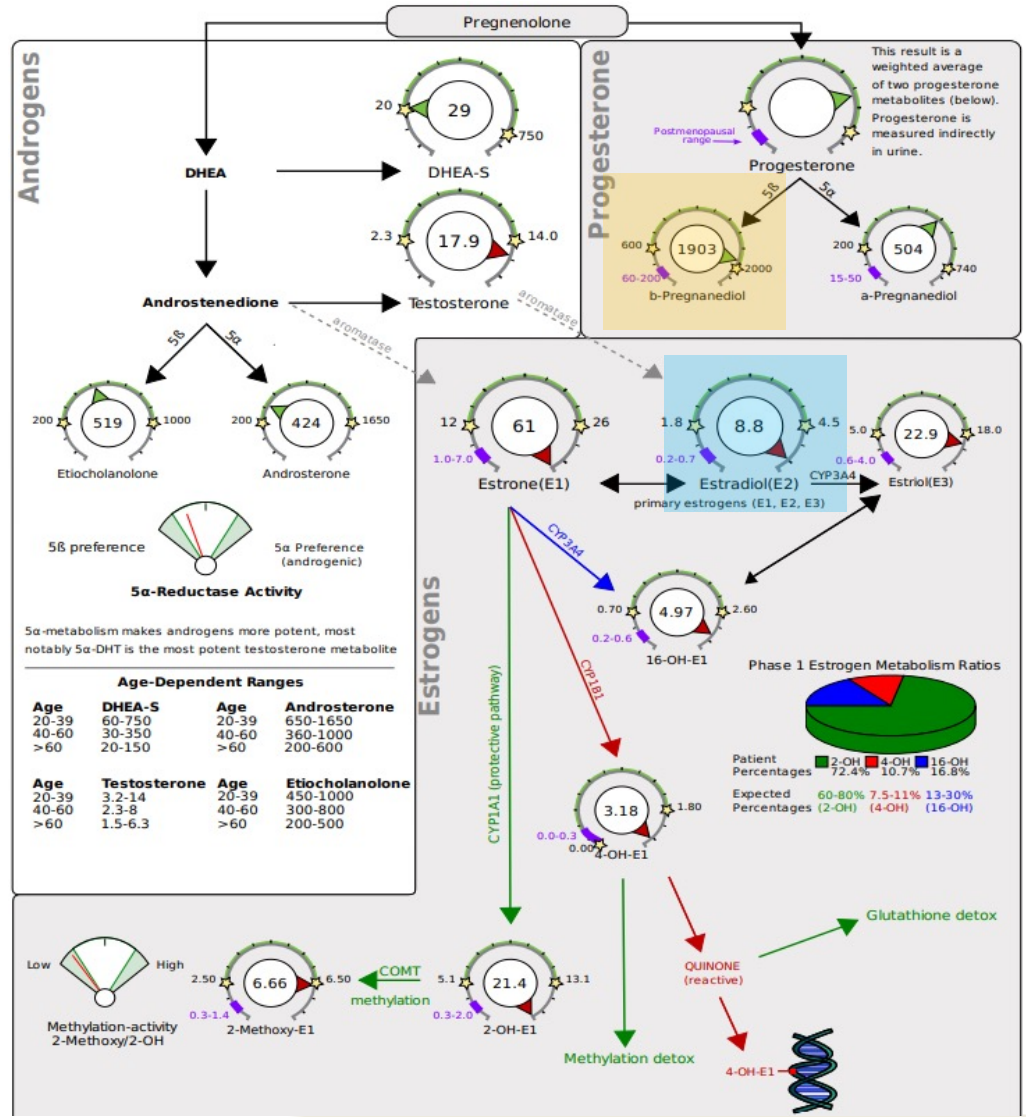 Pregnenolone
Androgens
20
29
750
DHEA-S
DHEA
2.3
17.9
14.0
Testosterone
Androstenedione
aromatase
aromatase
5ß
5α
200
519
1000
Etiocholanolone
200
424
1650
Androsterone
5ß preference
5α Preference
(androgenic)
5α-Reductase Activity
5α-metabolism makes androgens more potent, most
notably 5α-DHT is the most potent testosterone metabolite
Age-Dependent Ranges
Age DHEA-S Age Androsterone
20-39 60-750 20-39 650-1650
40-60 30-350 40-60 360-1000
>60 20-150 >60 200-600
Age Testosterone Age Etiocholanolone
20-39 3.2-14 20-39 450-1000
40-60 2.3-8 40-60 300-800
>60 1.5-6.3 >60 200-500
Progesterone
This result is a
weighted average
of two progesterone
metabolites (below).
Progesterone is
measured indirectly
in urine.
Postmenopausal
range
Progesterone
5ß
5α
600
1903
2000
60-200
b-Pregnanediol
200
504
740
15-50
a-Pregnanediol
Estrogens
12
61
26
1.0-7.0
Estrone(E1)
1.8
8.8
4.5
0.2-0.7
Estradiol(E2)
primary estrogens (E1, E2, E3)
CYP3A4
5.0
22.9
18.0
0.6-4.0
Estriol(E3)
CYP3A4
0.70
4.97
2.60
0.2-0.6
16-OH-E1
CYP1B1
CYP1A1 (protective pathway)
Phase 1 Estrogen Metabolism Ratios
Patient Percentages
2-OH 4-OH 16-OH
72.4% 10.7% 16.8%
Expected Percentages
60-80% 7.5-11% 13-30%
(2-OH) (4-OH) (16-OH)
3.18
1.80
0.0-0.3
0.00
4-OH-E1
Glutathione detox
QUINONE
(reactive)
4-OH-E1
Methylation detox
5.1
21.4
13.1
0.3-2.0
2-OH-E1
COMT
methylation
2.50
6.66
6.50
0.3-1.4
2-Methoxy-E1
Low
High
Methylation-activity
2-Methoxy/2-OH